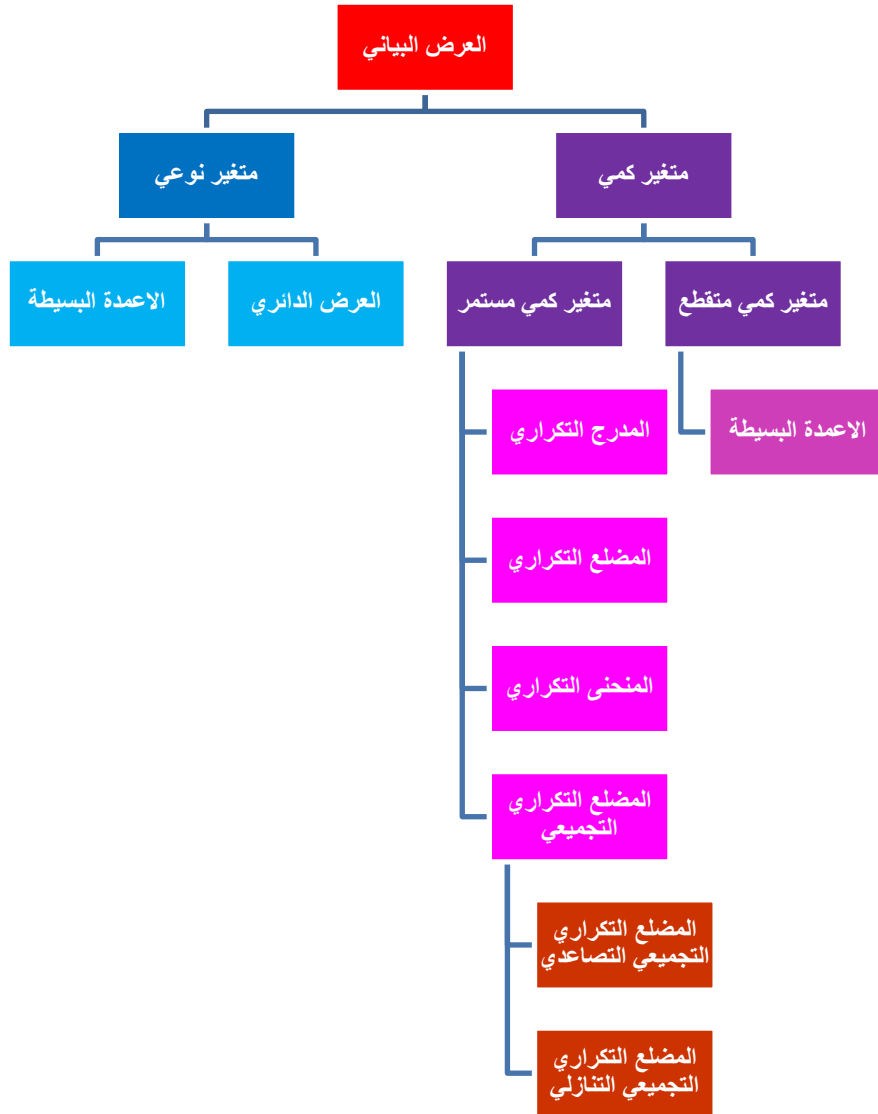 العرض البياني
متغير كمي
متغير نوعي
متغير كمي متقطع
متغير كمي مستمر
العرض الدائري
الاعمدة البسيطة
الاعمدة البسيطة
المدرج التكراري
المضلع التكراري
المنحنى التكراري
المضلع التكراري
التجميعي
المضلع التكراري
التجميعي التصاعدي
المضلع التكراري
التجميعي التنازلي